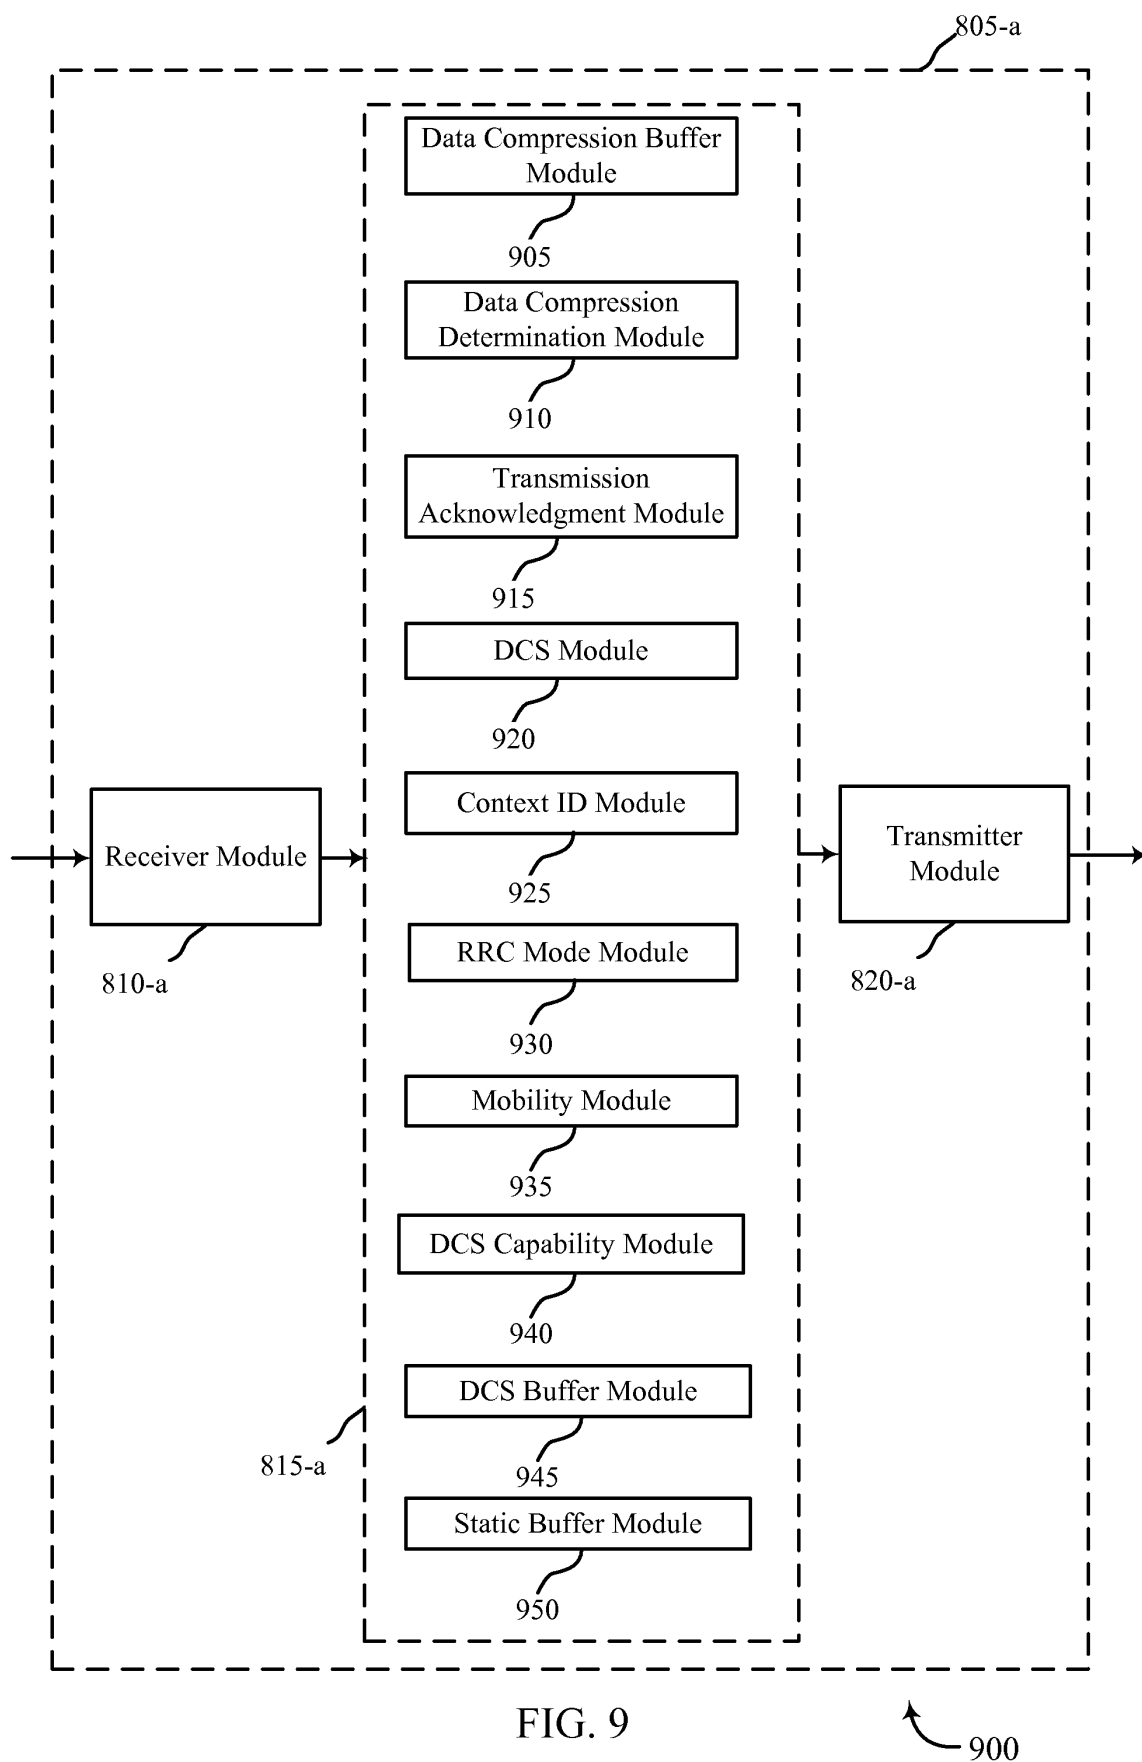 805-a
Data Compression Buffer
Module
905
Data Compression
Determination Module
910
Transmission
Acknowledgment Module
915
DCS Module
920
Context ID Module
925
Receiver Module
810-a
Transmitter
Module
820-a
RRC Mode Module
930
Mobility Module
935
DCS Capability Module
940
DCS Buffer Module
945
815-a
Static Buffer Module
950
FIG. 9
900